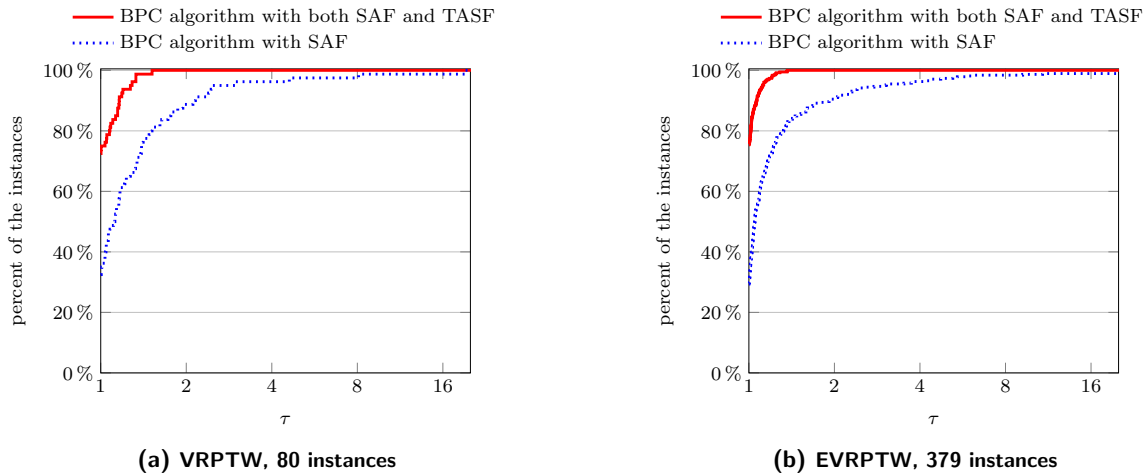 BPC algorithm with both SAF and TASF
BPC algorithm with SAF
100 %
80 %
60 %
40 %
20 %
0 %
percent of the instances
1 2 4 8 16
τ
(a) VRPTW, 80 instances
BPC algorithm with both SAF and TASF
BPC algorithm with SAF
100 %
80 %
60 %
40 %
20 %
0 %
percent of the instances
1 2 4 8 16
τ
(b) EVRPTW, 379 instances